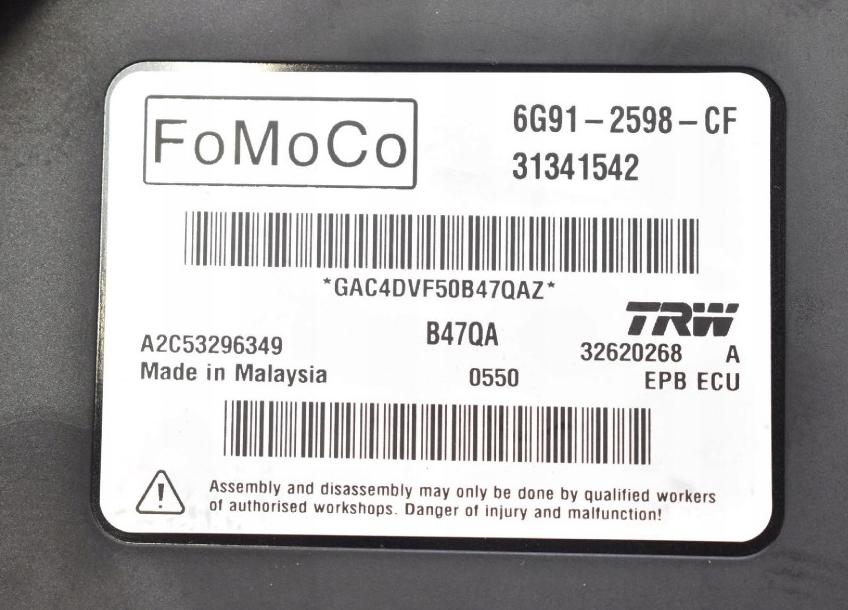 FoMoCo
6G91-2598-CF
31341542
*GAC4DVF50B47QAZ*
TRW
A2C53296349
B47QA
32620268 A
Made in Malaysia
0550
EPB ECU
Assembly and disassembly may only be done by qualified workers
of authorised workshops. Danger of injury and malfunction!